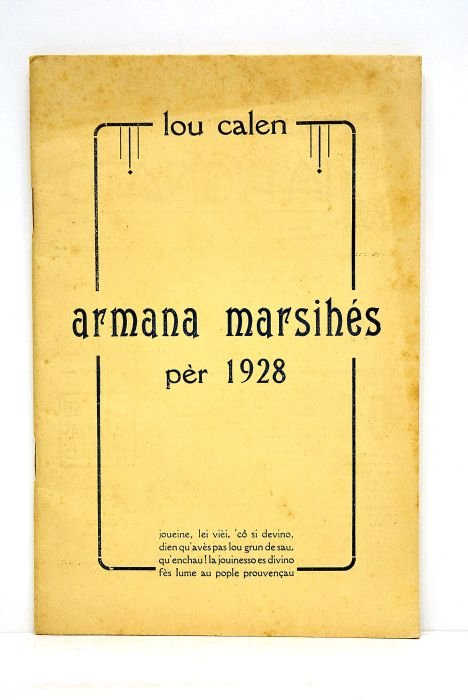 lou calen
armana marsihés
pèr 1928
joueine, lei vièi, 'cò si devino,
dien qu'avès pas lou grun de sau,
qu'enchau! la jouinesso es divino
fès lume au pople prouvençau